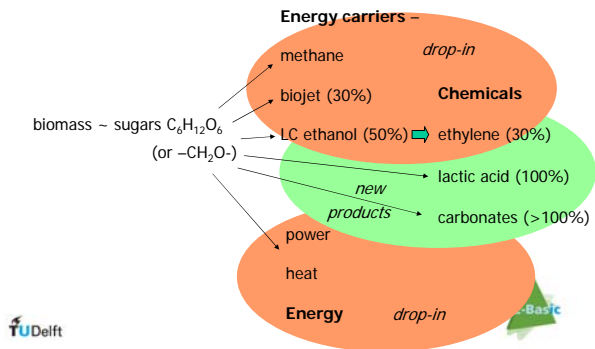 Energy carriers –
drop-in
methane
biojet (30%)
Chemicals
biomass ~ sugars C₆H₁₂O₆
LC ethanol (50%)
ethylene (30%)
(or –CH₂O-)
lactic acid (100%)
new
products
carbonates (>100%)
power
heat
Energy
drop-in
TUDelft
-Basic